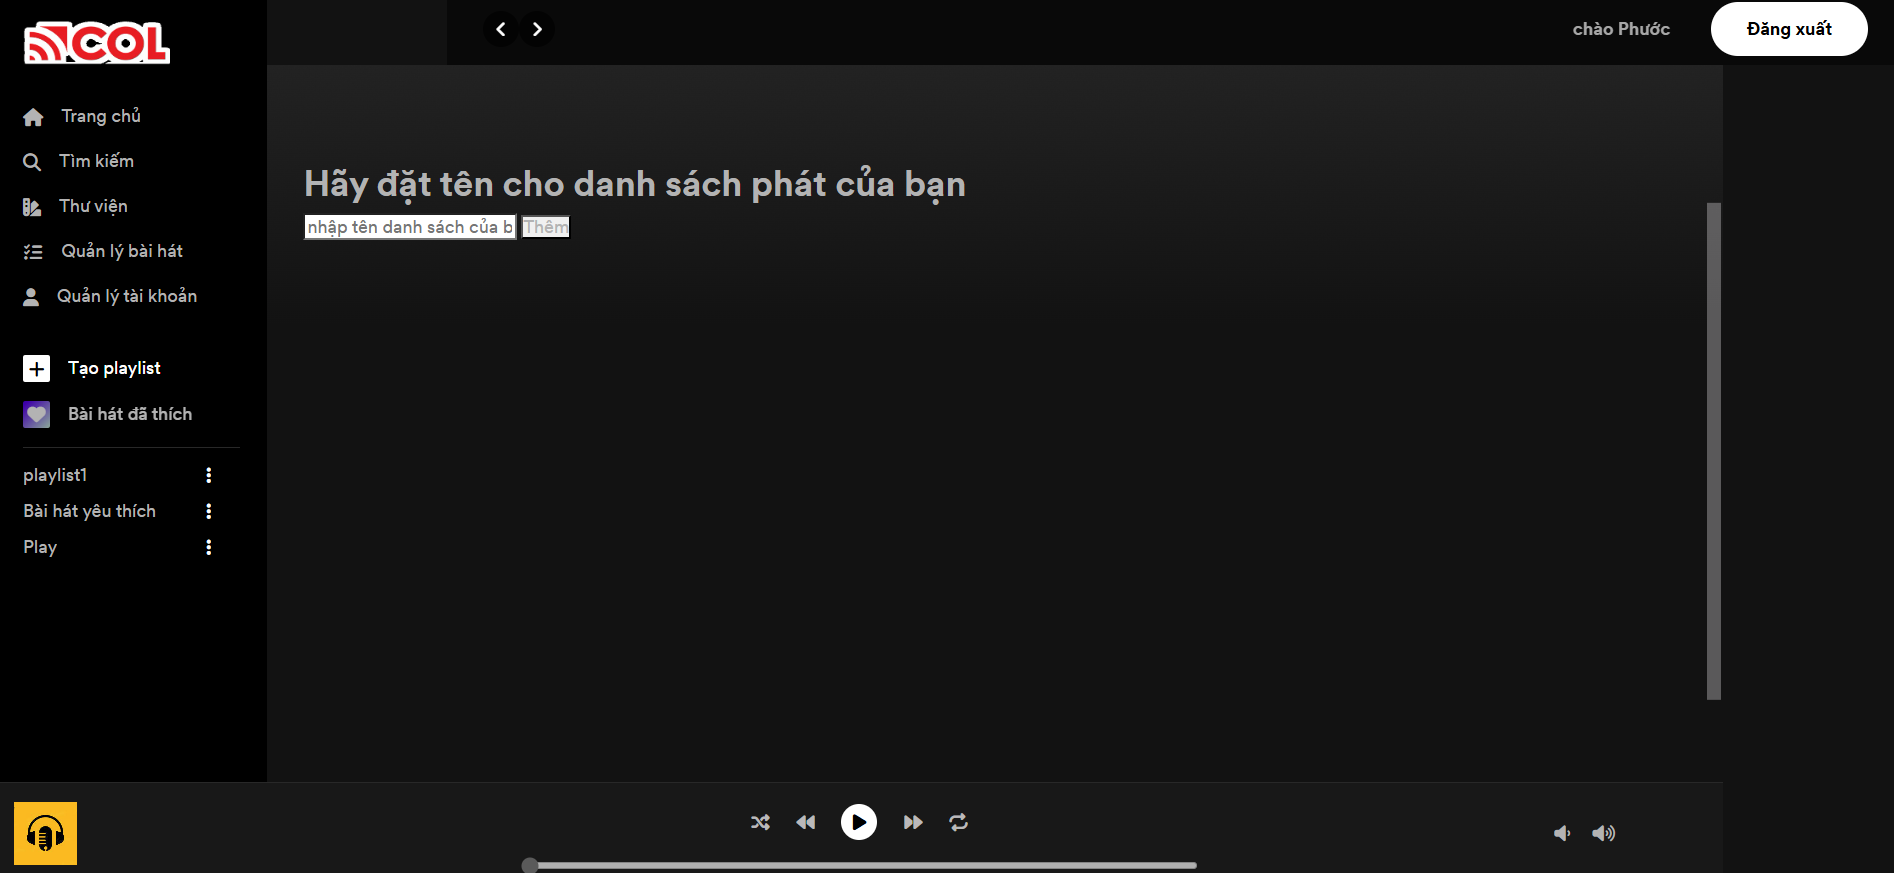 COL
chào Phước
Đăng xuất
Trang chủ
Tìm kiếm
Thư viện
Quản lý bài hát
Quản lý tài khoản
Tạo playlist
Bài hát đã thích
playlist1
Bài hát yêu thích
Play
Hãy đặt tên cho danh sách phát của bạn
nhập tên danh sách của b
Thêm